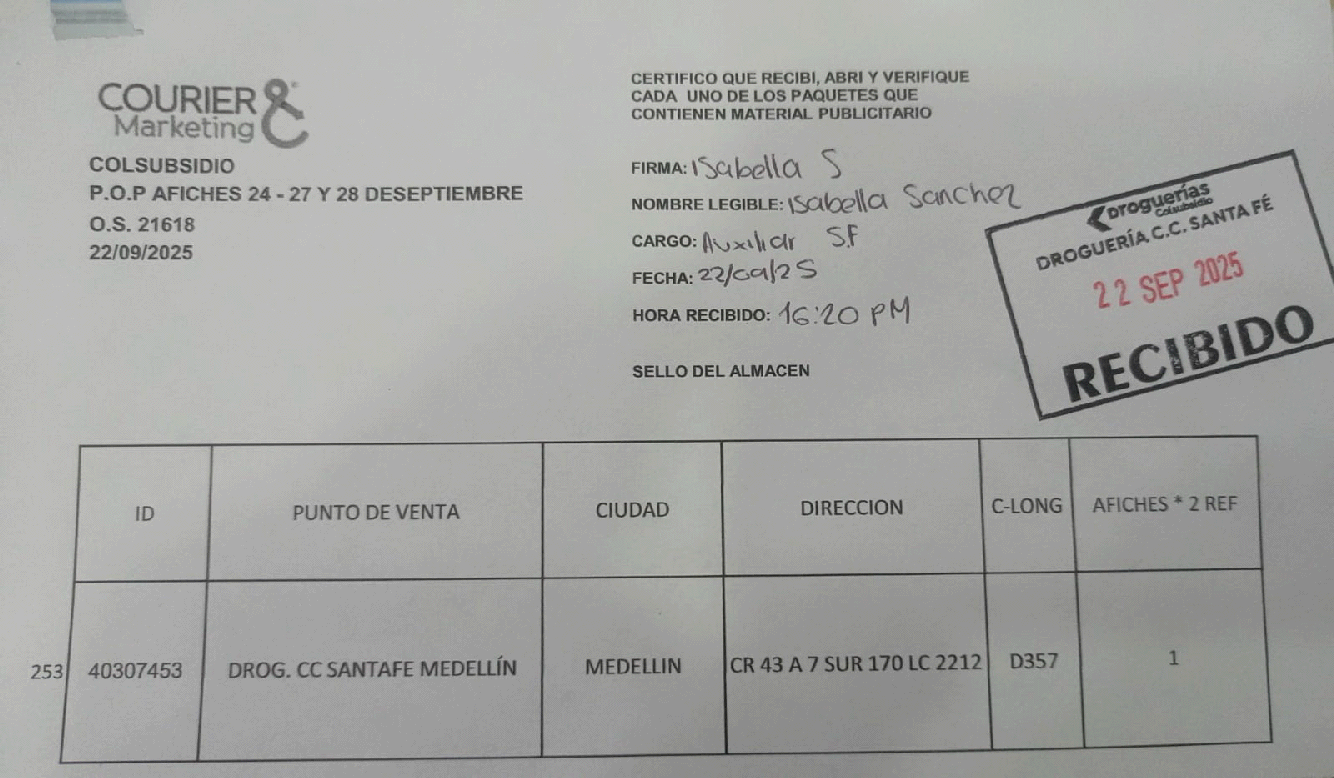 COURIER &
Marketing
COLSUBSIDIO
P.O.P AFICHES 24 - 27 Y 28 DESEPTIEMBRE
O.S. 21618
22/09/2025
CERTIFICO QUE RECIBI, ABRI Y VERIFIQUE
CADA UNO DE LOS PAQUETES QUE
CONTIENEN MATERIAL PUBLICITARIO
FIRMA: Isabella S
NOMBRE LEGIBLE: Isabella Sanchez
CARGO: Auxiliar SF
FECHA: 22/09/25
HORA RECIBIDO: 16:20 PM
SELLO DEL ALMACEN
Droguerías
Colsubsidio
DROGUERÍA C.C. SANTA FÉ
22 SEP 2025
RECIBIDO
ID PUNTO DE VENTA CIUDAD DIRECCION C-LONG AFICHES * 2 REF
253 40307453 DROG. CC SANTAFE MEDELLÍN MEDELLIN CR 43 A 7 SUR 170 LC 2212 D357 1